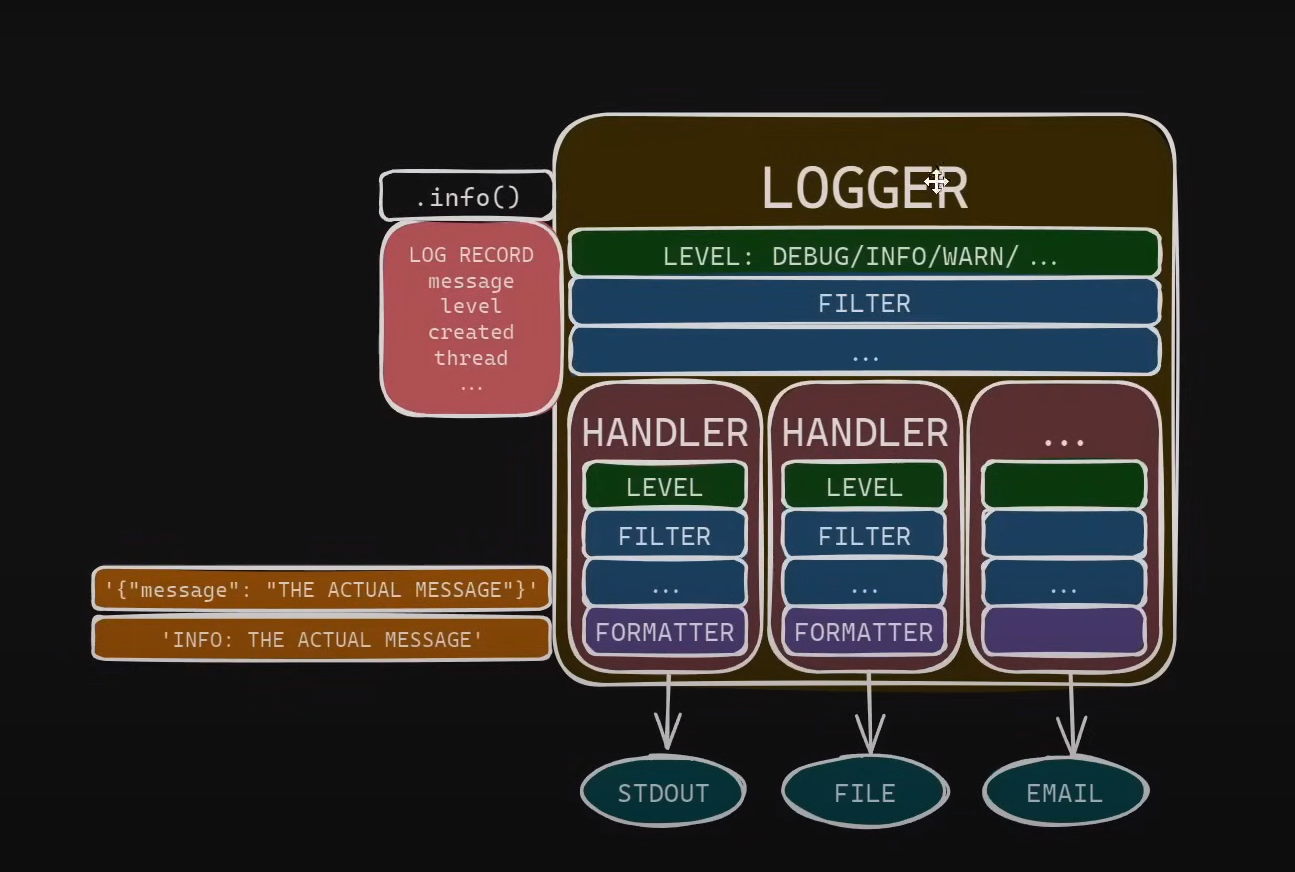 LOGGER
.info()
LEVEL: DEBUG/INFO/WARN/ ...
FILTER
...
LOG RECORD
message
level
created
thread
...
HANDLER
LEVEL
FILTER
...
FORMATTER
HANDLER
LEVEL
FILTER
...
FORMATTER
...
...
'{"message": "THE ACTUAL MESSAGE"}'
'INFO: THE ACTUAL MESSAGE'
STDOUT
FILE
EMAIL